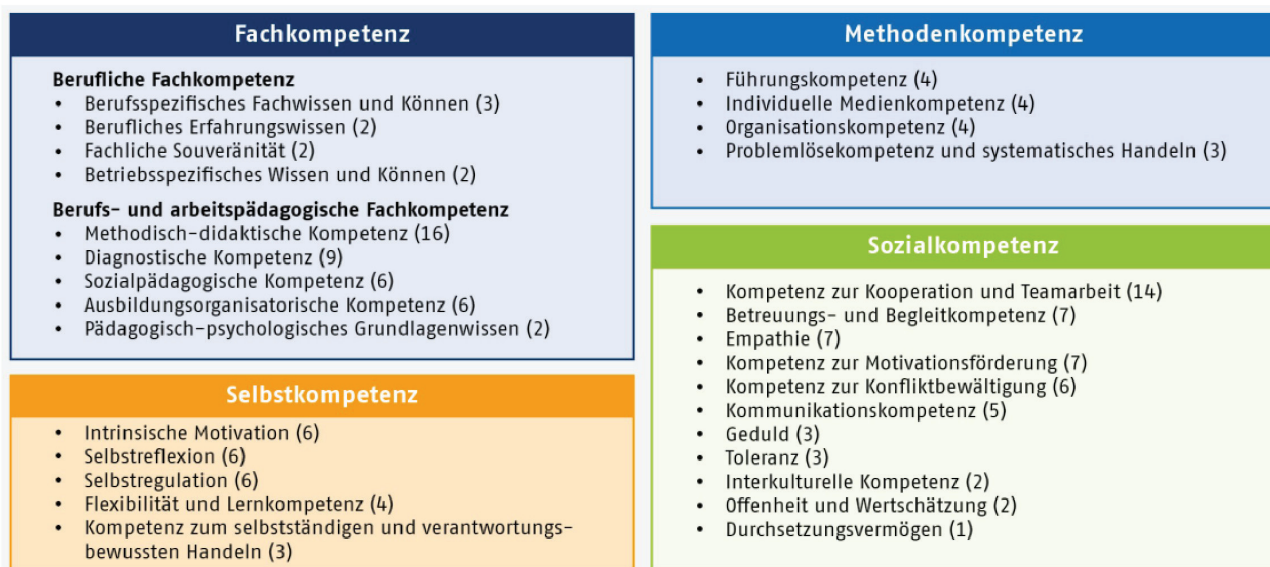 Fachkompetenz
Berufliche Fachkompetenz
• Berufsspezifisches Fachwissen und Können (3)
• Berufliches Erfahrungswissen (2)
• Fachliche Souveränität (2)
• Betriebsspezifisches Wissen und Können (2)
Berufs- und arbeitspädagogische Fachkompetenz
• Methodisch-didaktische Kompetenz (16)
• Diagnostische Kompetenz (9)
• Sozialpädagogische Kompetenz (6)
• Ausbildungsorganisatorische Kompetenz (6)
• Pädagogisch-psychologisches Grundlagenwissen (2)
Selbstkompetenz
• Intrinsische Motivation (6)
• Selbstreflexion (6)
• Selbstregulation (6)
• Flexibilität und Lernkompetenz (4)
• Kompetenz zum selbstständigen und verantwortungs-
bewussten Handeln (3)
Methodenkompetenz
• Führungskompetenz (4)
• Individuelle Medienkompetenz (4)
• Organisationskompetenz (4)
• Problemlösekompetenz und systematisches Handeln (3)
Sozialkompetenz
• Kompetenz zur Kooperation und Teamarbeit (14)
• Betreuungs- und Begleitkompetenz (7)
• Empathie (7)
• Kompetenz zur Motivationsförderung (7)
• Kompetenz zur Konfliktbewältigung (6)
• Kommunikationskompetenz (5)
• Geduld (3)
• Toleranz (3)
• Interkulturelle Kompetenz (2)
• Offenheit und Wertschätzung (2)
• Durchsetzungsvermögen (1)